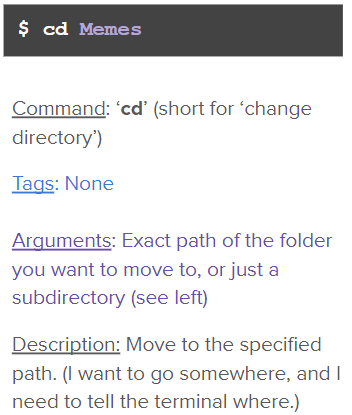 $ cd Memes
Command: ‘cd’ (short for ‘change
directory’)
Tags: None
Arguments: Exact path of the folder
you want to move to, or just a
subdirectory (see left)
Description: Move to the specified
path. (I want to go somewhere, and I
need to tell the terminal where.)